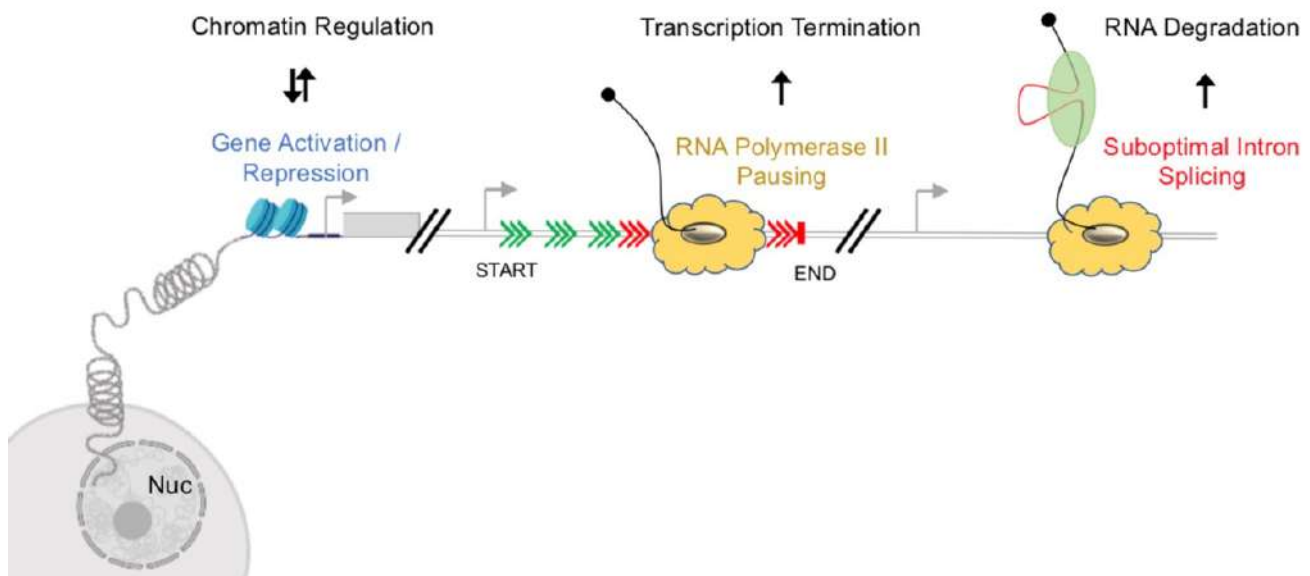 Chromatin Regulation
Transcription Termination
RNA Degradation
Gene Activation /
Repression
RNA Polymerase II
Pausing
Suboptimal Intron
Splicing
START
END
Nuc